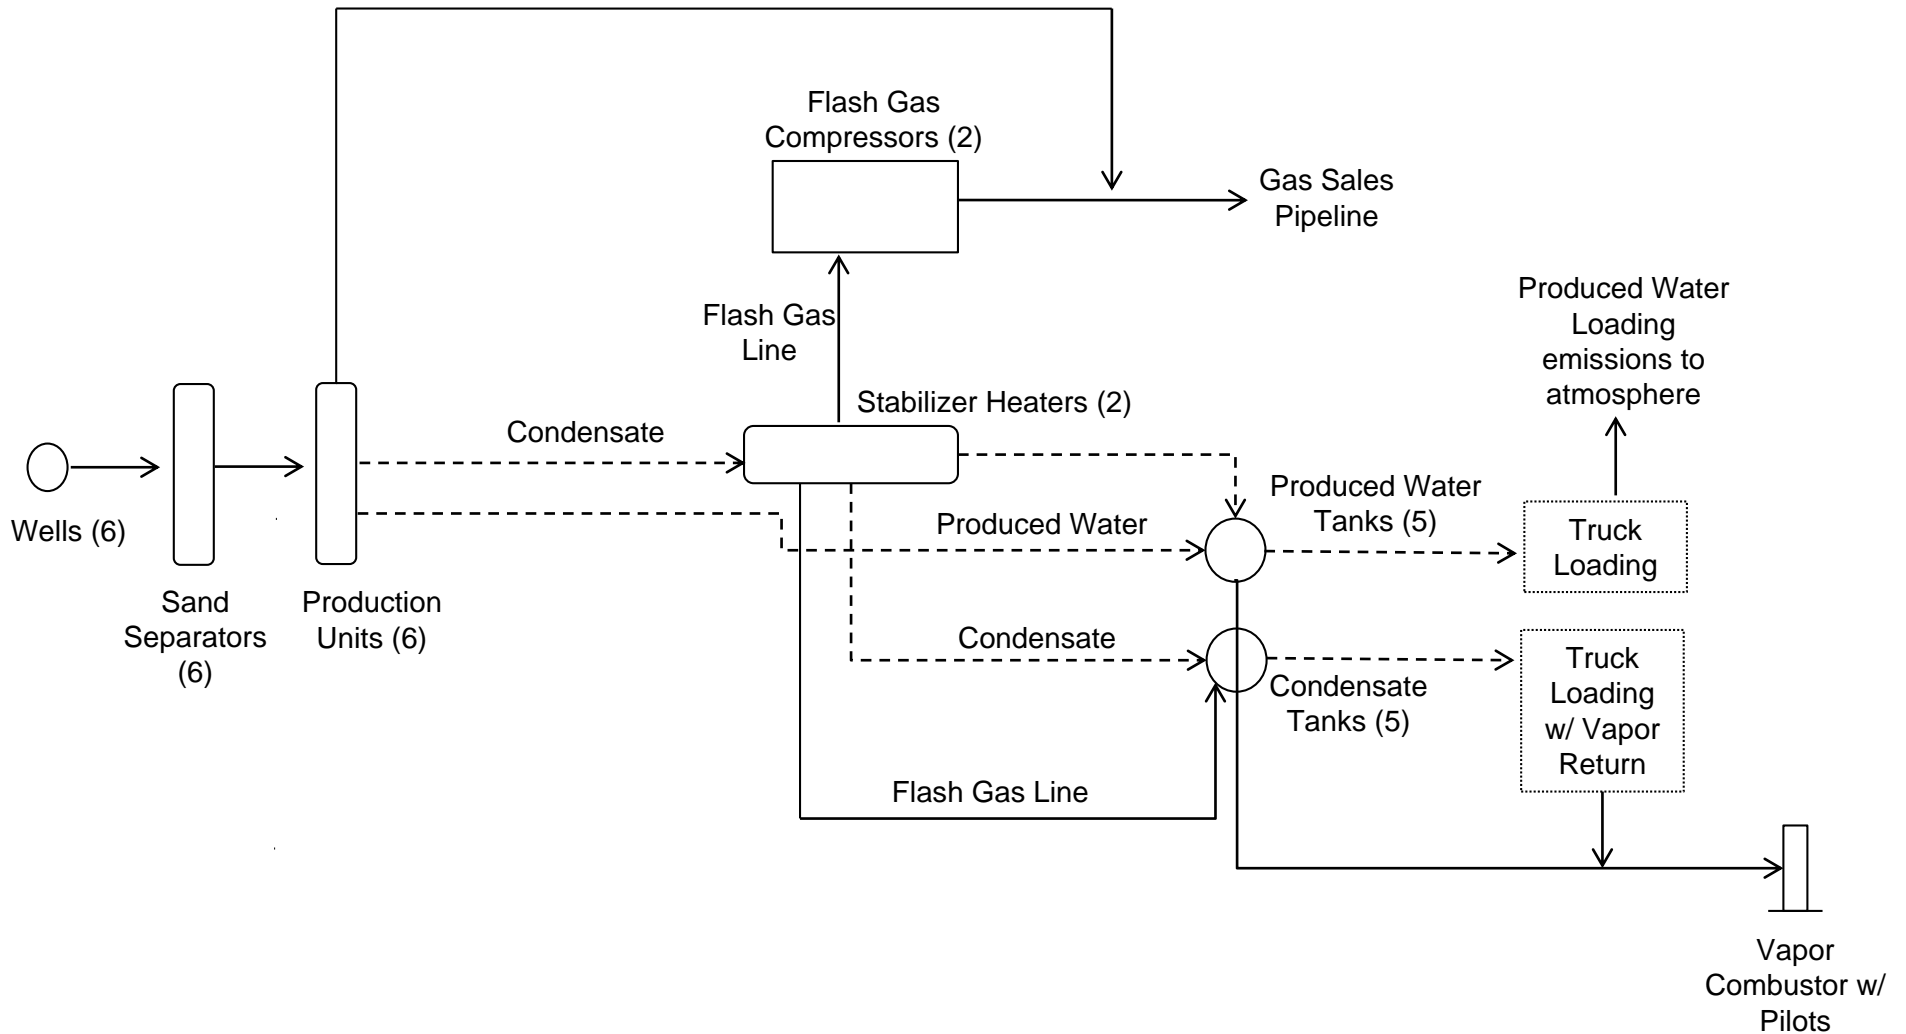 Flash Gas
Compressors (2)
Gas Sales
Pipeline
Flash Gas
Line
Produced Water
Loading
emissions to
atmosphere
Stabilizer Heaters (2)
Condensate
Wells (6)
Produced Water
Produced Water
Tanks (5)
Truck
Loading
Sand
Separators
(6)
Production
Units (6)
Condensate
Condensate
Tanks (5)
Truck
Loading
w/ Vapor
Return
Flash Gas Line
Vapor
Combustor w/
Pilots